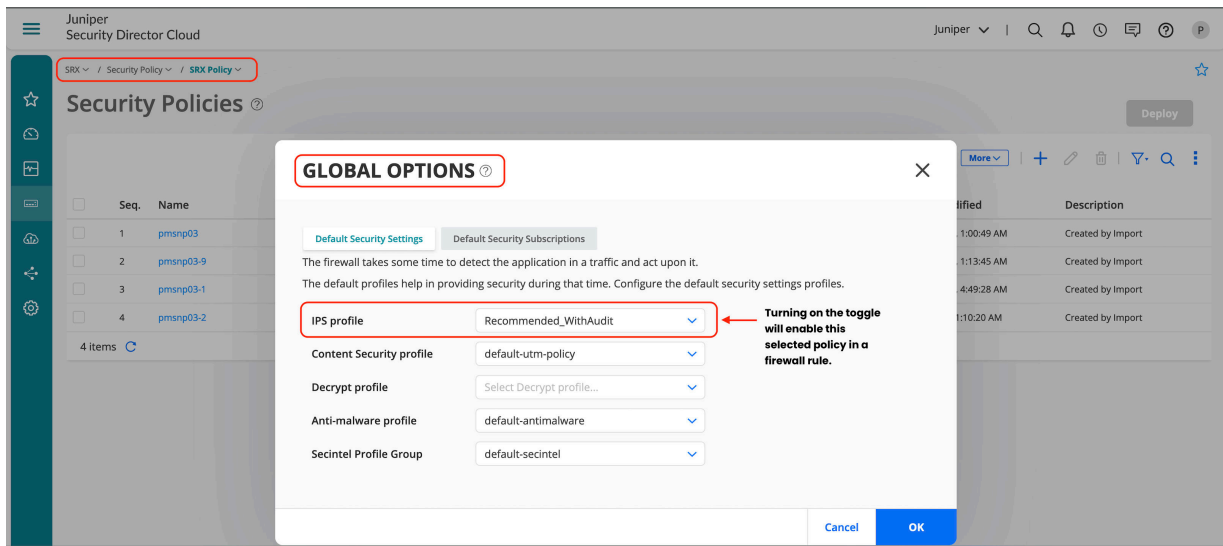 Juniper
Security Director Cloud
Juniper
P
SRX / Security Policy / SRX Policy
Security Policies
Deploy
More
Seq. Name
1 pmsnp03
2 pmsnp03-9
3 pmsnp03-1
4 pmsnp03-2
4 items
GLOBAL OPTIONS
Default Security Settings Default Security Subscriptions
The firewall takes some time to detect the application in a traffic and act upon it.
The default profiles help in providing security during that time. Configure the default security settings profiles.
IPS profile Recommended_WithAudit
Content Security profile default-utm-policy
Decrypt profile Select Decrypt profile...
Anti-malware profile default-antimalware
Secintel Profile Group default-secintel
Turning on the toggle
will enable this
selected policy in a
firewall rule.
Cancel OK
Description
1:00:49 AM Created by Import
1:13:45 AM Created by Import
4:49:28 AM Created by Import
1:10:20 AM Created by Import